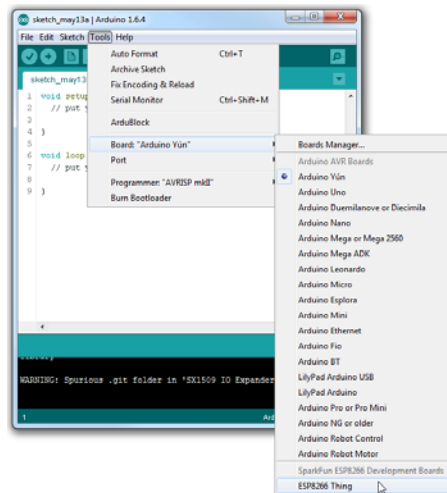 sketch_may13a | Arduino 1.6.4
File Edit Sketch Tools Help
sketch_may13
1 void setup
2 // put y
3
4 }
5
6 void loop
7 // put y
8
9 }
Auto Format Ctrl+T
Archive Sketch
Fix Encoding & Reload
Serial Monitor Ctrl+Shift+M
ArduBlock
Board: "Arduino Yún"
Port
Programmer: "AVRISP mkII"
Burn Bootloader
Boards Manager...
Arduino AVR Boards
Arduino Yún
Arduino Uno
Arduino Duemilanove or Diecimila
Arduino Nano
Arduino Mega or Mega 2560
Arduino Mega ADK
Arduino Leonardo
Arduino Micro
Arduino Esplora
Arduino Mini
Arduino Ethernet
Arduino Fio
Arduino BT
LilyPad Arduino USB
LilyPad Arduino
Arduino Pro or Pro Mini
Arduino NG or older
Arduino Robot Control
Arduino Robot Motor
SparkFun ESP8266 Development Boards
ESP8266 Thing
WARNING: Spurious .git folder in 'SX1509 IO Expander
1 Ard